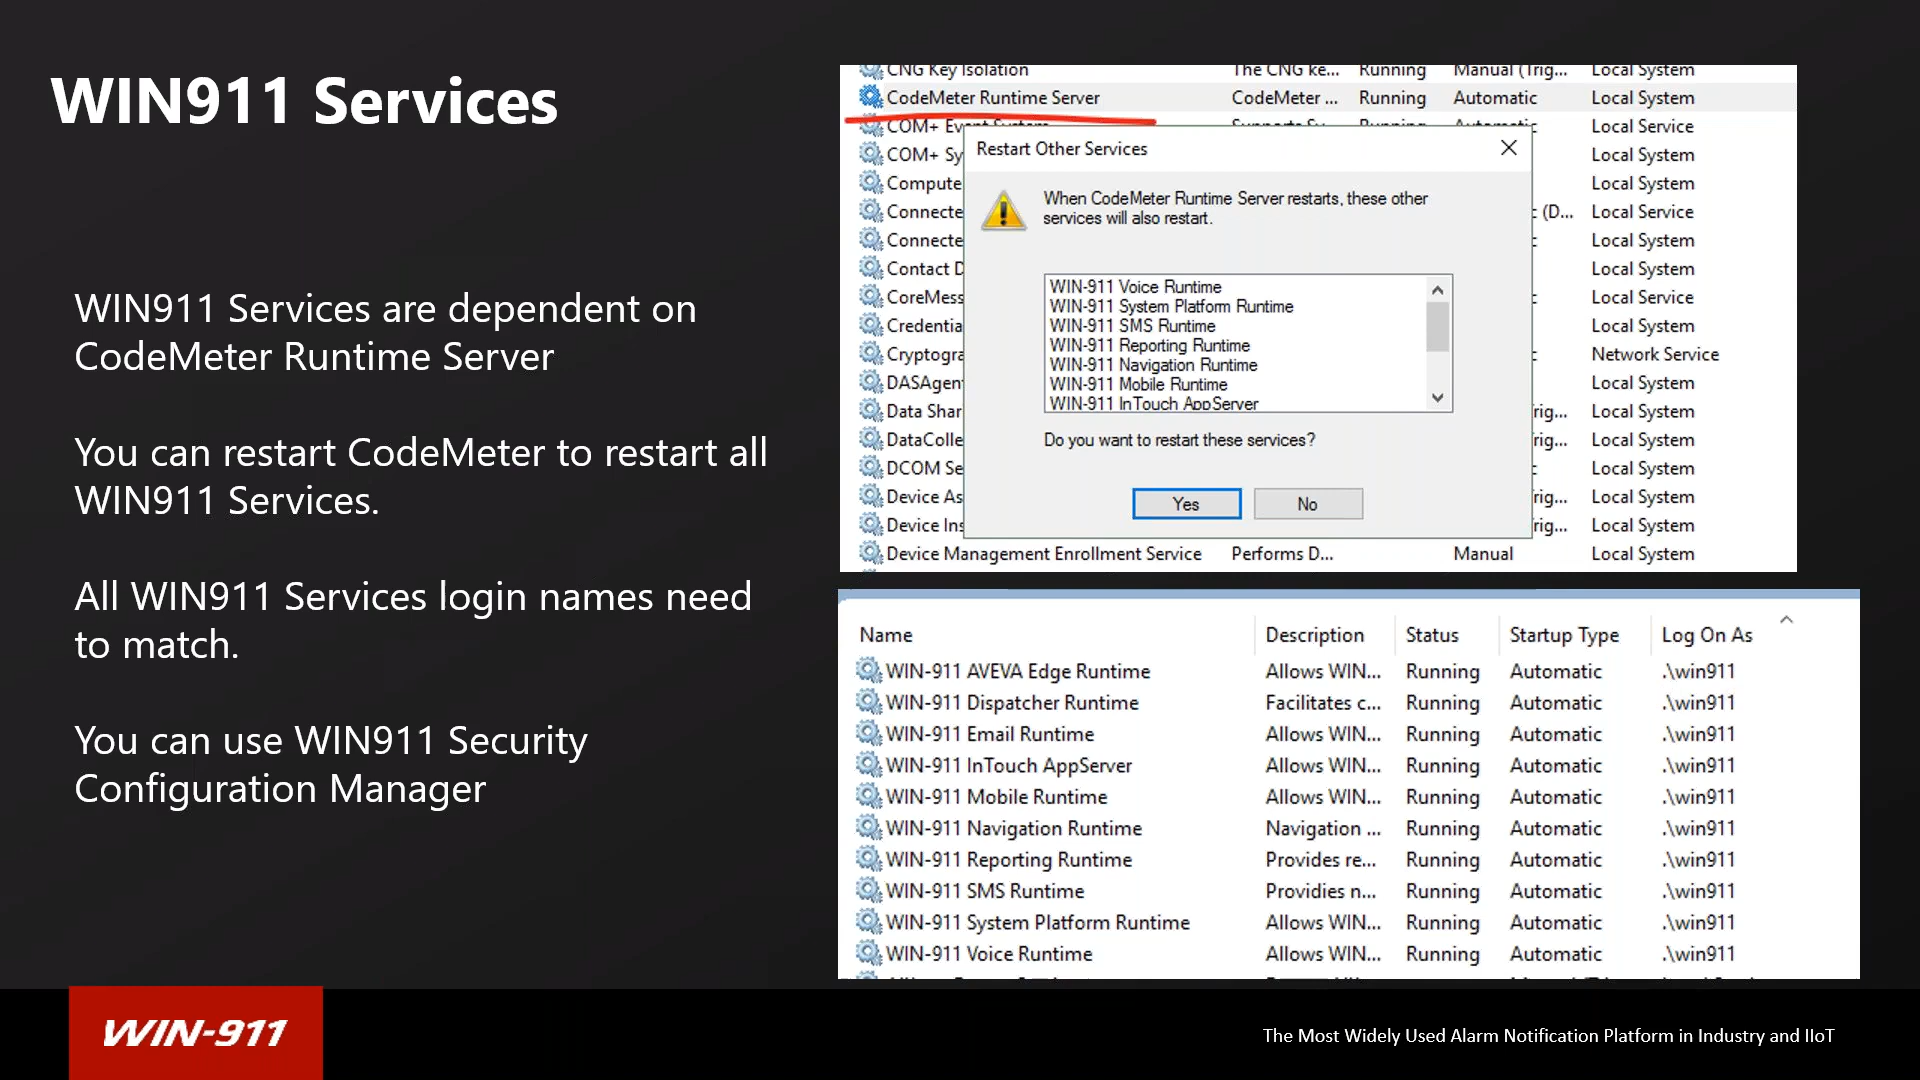 WIN911 Services
WIN911 Services are dependent on
CodeMeter Runtime Server
You can restart CodeMeter to restart all
WIN911 Services.
All WIN911 Services login names need
to match.
You can use WIN911 Security
Configuration Manager
CNG Key Isolation The CNG ke... Running Manual (Trig... Local System
CodeMeter Runtime Server CodeMeter ... Running Automatic Local System
COM+ Event System Supports Sy... Running Automatic Local Service
COM+ Sy Local System
Compute Local System
Connecte (D... Local Service
Connecte Local System
Contact D Local System
CoreMess Local Service
Credentia Local System
Cryptogra Network Service
DASAgen Local System
Data Shar rig... Local System
DataColle rig... Local System
DCOM Se Local System
Device As rig... Local System
Device Ins rig... Local System
Device Management Enrollment Service Performs D... Manual Local System
Restart Other Services
When CodeMeter Runtime Server restarts, these other
services will also restart.
WIN-911 Voice Runtime
WIN-911 System Platform Runtime
WIN-911 SMS Runtime
WIN-911 Reporting Runtime
WIN-911 Navigation Runtime
WIN-911 Mobile Runtime
WIN-911 InTouch AppServer
Do you want to restart these services?
Yes No
Name Description Status Startup Type Log On As
WIN-911 AVEVA Edge Runtime Allows WIN... Running Automatic .\win911
WIN-911 Dispatcher Runtime Facilitates c... Running Automatic .\win911
WIN-911 Email Runtime Allows WIN... Running Automatic .\win911
WIN-911 InTouch AppServer Allows WIN... Running Automatic .\win911
WIN-911 Mobile Runtime Allows WIN... Running Automatic .\win911
WIN-911 Navigation Runtime Navigation ... Running Automatic .\win911
WIN-911 Reporting Runtime Provides re... Running Automatic .\win911
WIN-911 SMS Runtime Providies n... Running Automatic .\win911
WIN-911 System Platform Runtime Allows WIN... Running Automatic .\win911
WIN-911 Voice Runtime Allows WIN... Running Automatic .\win911
WIN-911
The Most Widely Used Alarm Notification Platform in Industry and IIoT